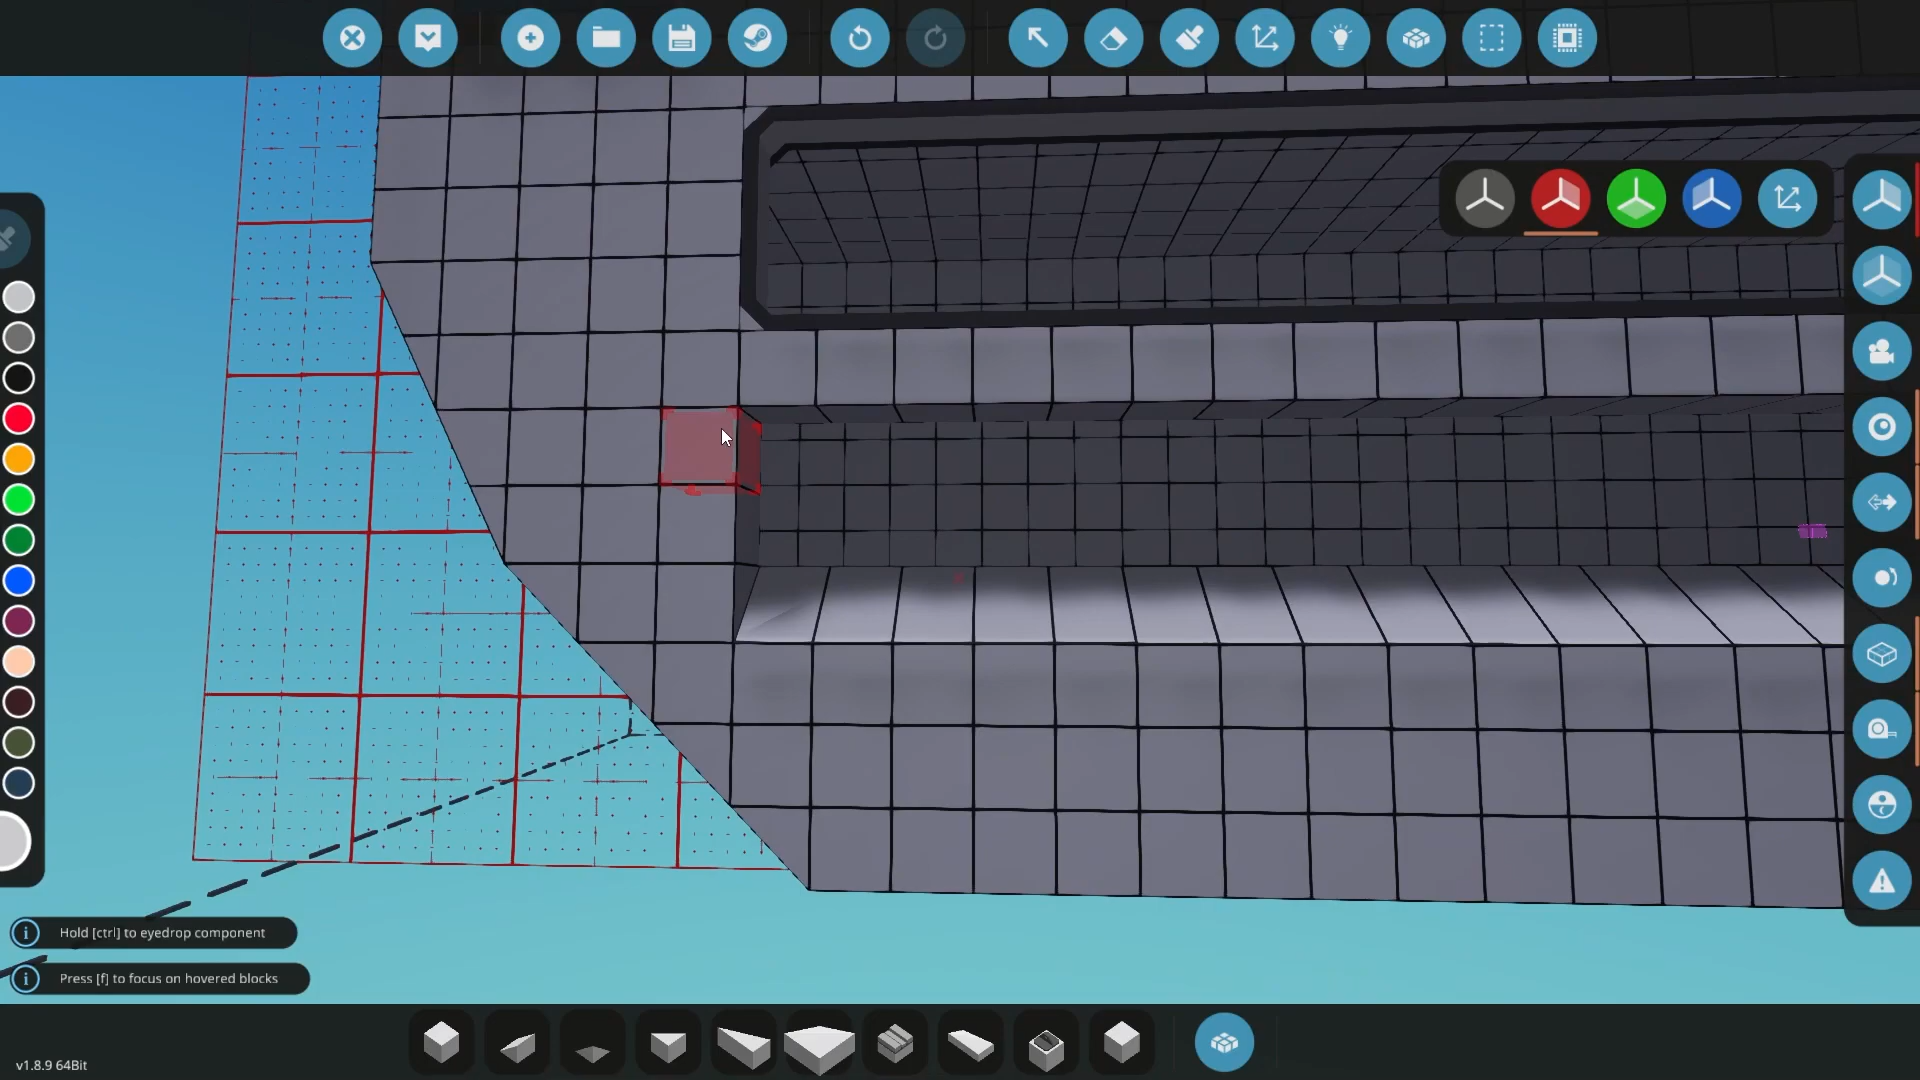 Hold [ctrl] to eyedrop component
Press [f] to focus on hovered blocks
v1.8.9 64Bit